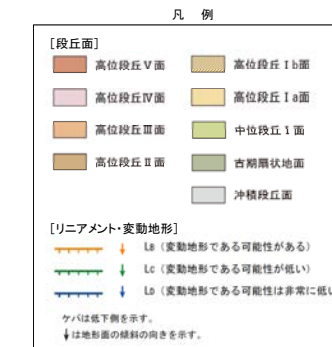 凡 例
[段丘面]
高位段丘Ⅴ面
高位段丘Ⅳ面
高位段丘Ⅲ面
高位段丘Ⅱ面
高位段丘Ⅰb面
高位段丘Ⅰa面
中位段丘1面
古期扇状地面
沖積段丘面
[リニアメント・変動地形]
LB (変動地形である可能性がある)
LC (変動地形である可能性が低い)
LD (変動地形である可能性は非常に低い
ケバは低下側を示す。
↓は地形面の傾斜の向きを示す。